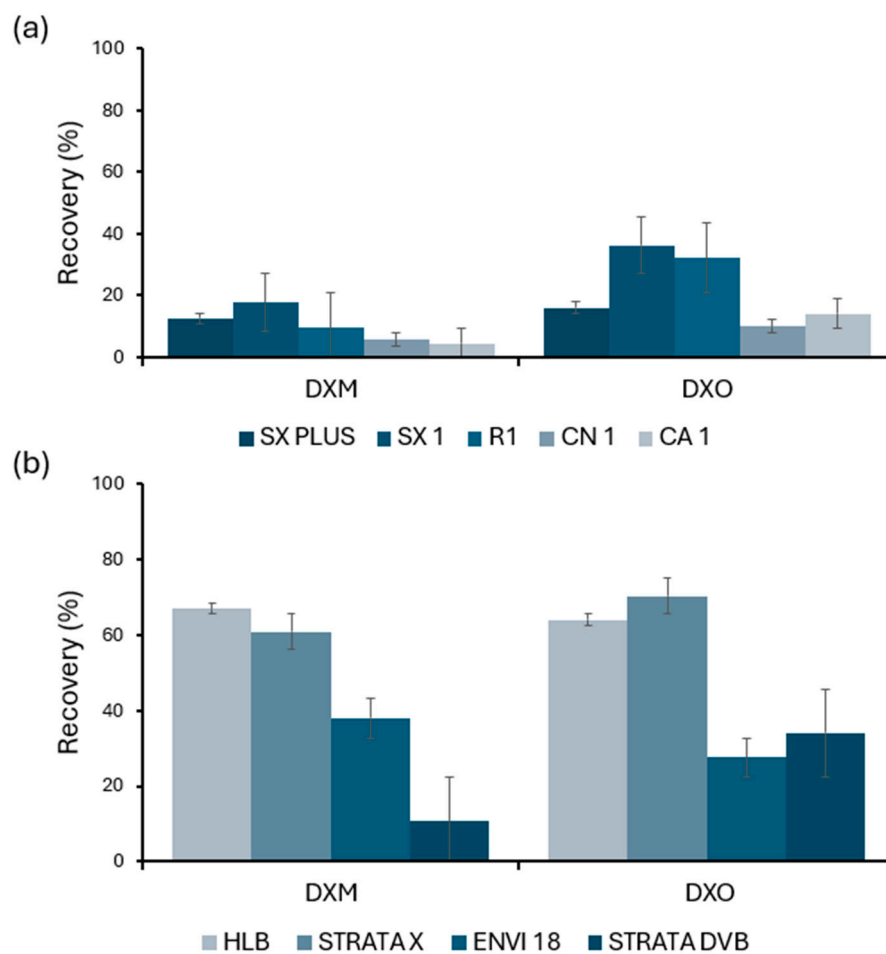 (a)
100
80
60
40
20
0
Recovery (%)
DXM DXO
SX PLUS SX 1 R1 CN 1 CA 1
(b)
100
80
60
40
20
0
Recovery (%)
DXM DXO
HLB STRATA X ENVI 18 STRATA DVB